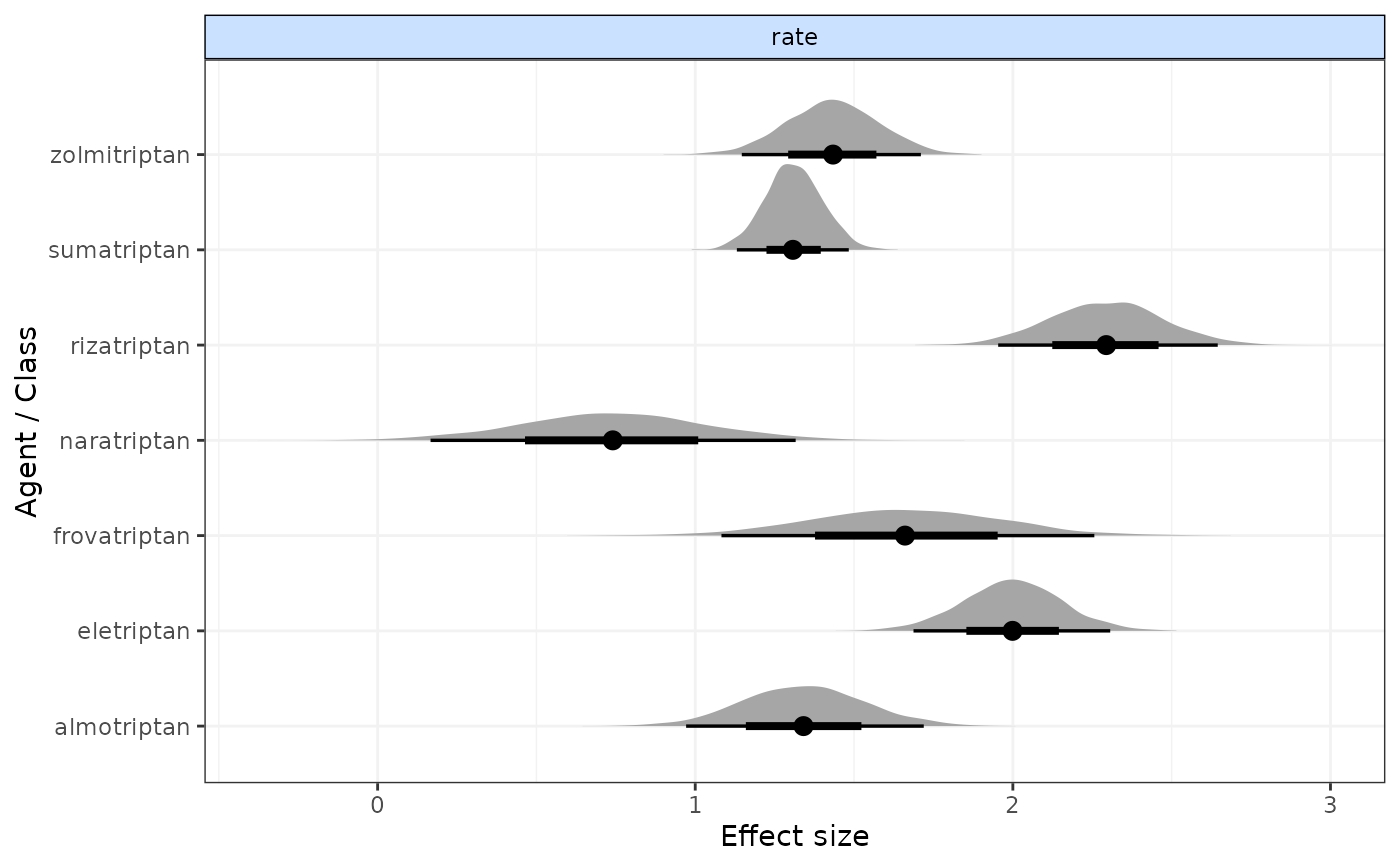 rate
zolmitriptan
sumatriptan
rizatriptan
naratriptan
frovatriptan
eletriptan
almotriptan
Agent / Class
0 1 2 3
Effect size